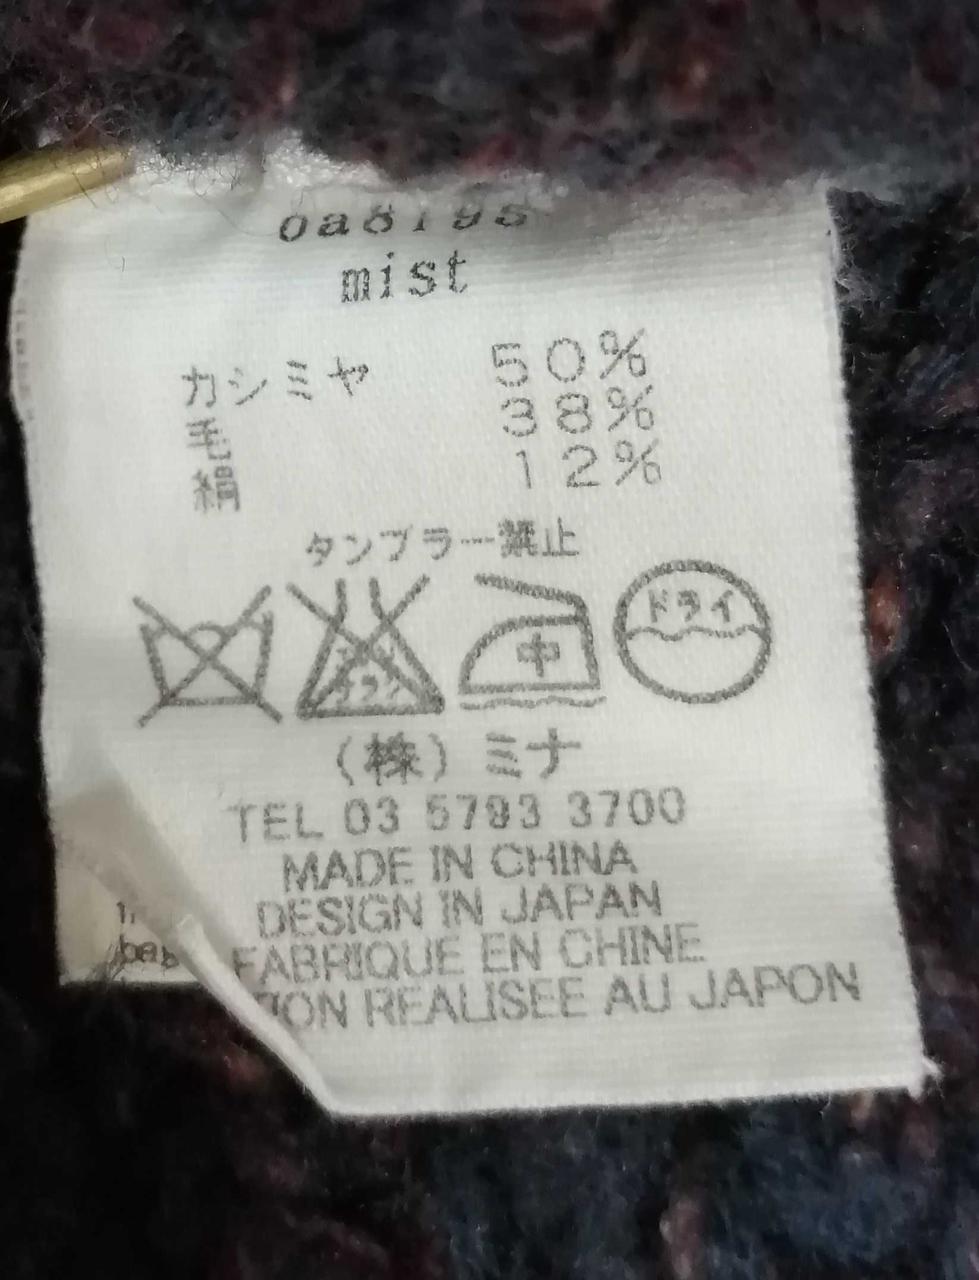 mist
カシミヤ 50%
毛 38%
絹 12%
タンブラー禁止
中 ドライ
(株) ミナ
TEL 03 5793 3700
MADE IN CHINA
DESIGN IN JAPAN
FABRIQUE EN CHINE
REALISEE AU JAPON